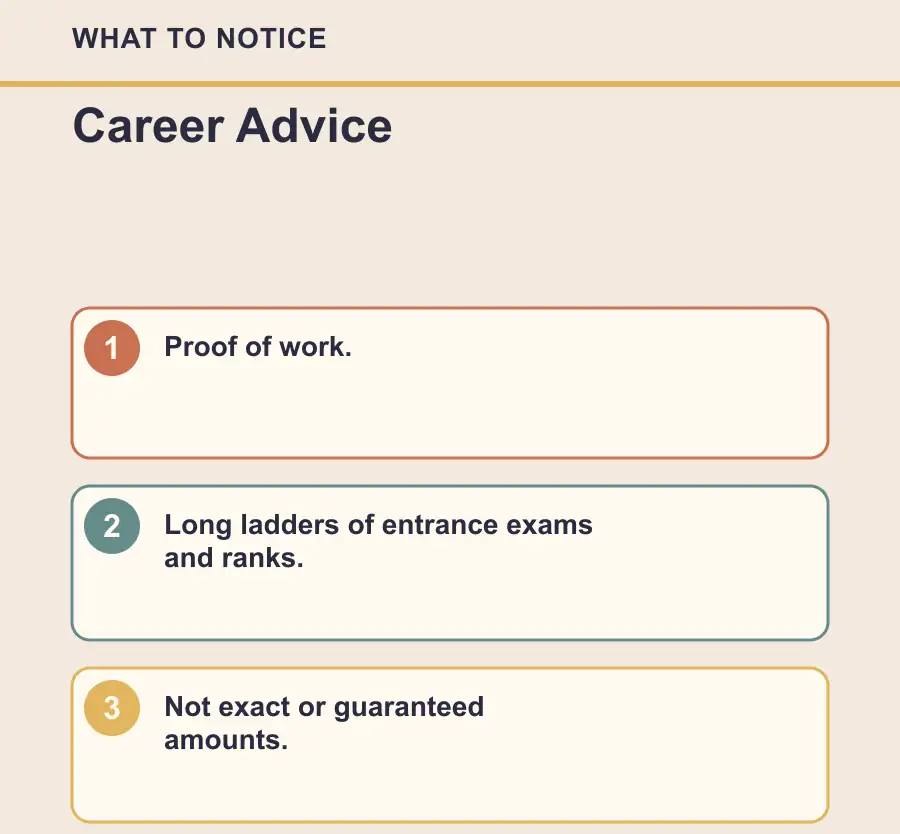 WHAT TO NOTICE
Career Advice
1
Proof of work.
2
Long ladders of entrance exams
and ranks.
3
Not exact or guaranteed
amounts.